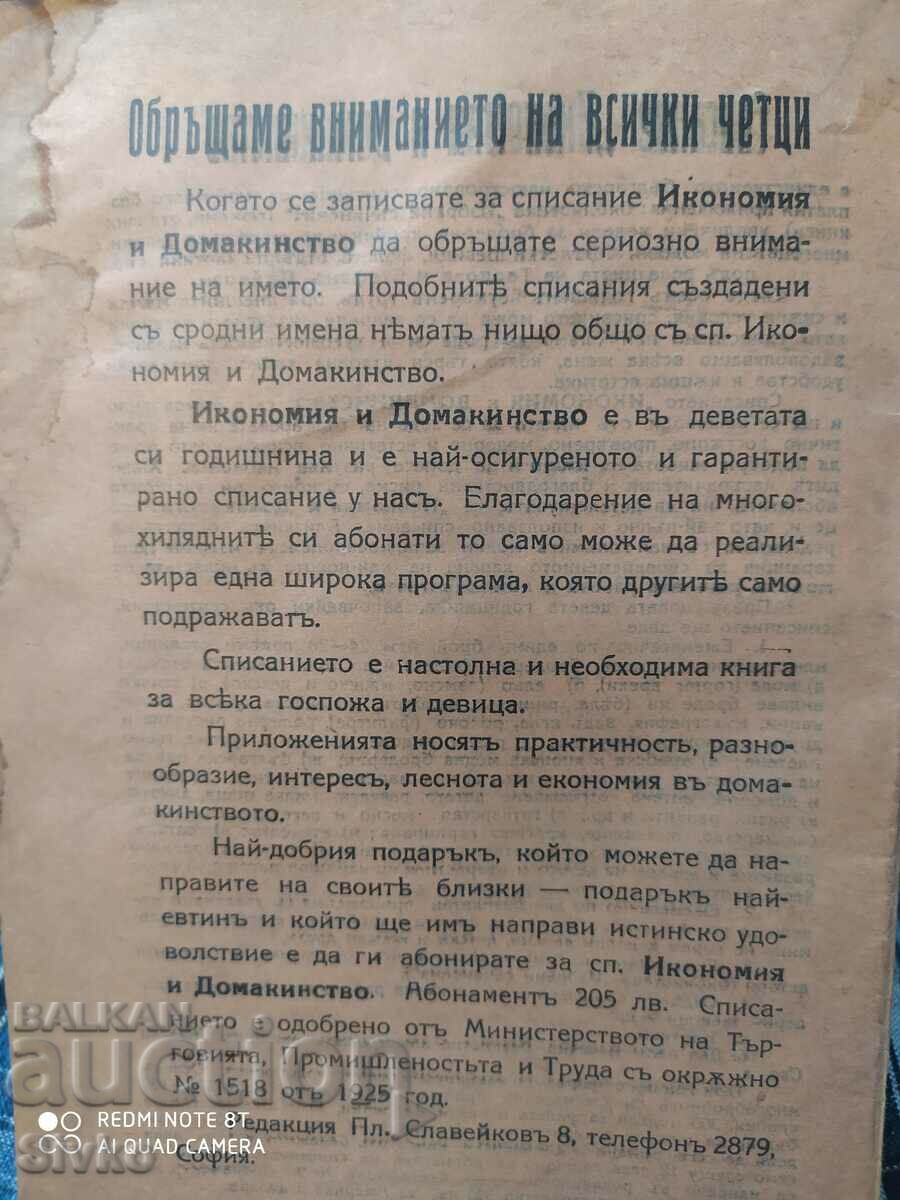 Обръщаме вниманието на всички четци
Когато се записвате за списание Икономия
и Домакинство да обръщате сериозно внима-
ние на името. Подобнитѣ списания създадени
съ сродни имена нѣматъ нищо общо съ сп. Ико-
номия и Домакинство.
Икономия и Домакинство е въ деветата
си годишнина и е най-осигуреното и гаранти-
рано списание у насъ. Благодарение на много-
хиляднитѣ си абонати то само може да реали-
зира една широка програма, която другитѣ само
подражаватъ.
Списанието е настолна и необходима книга
за всѣка госпожа и девица.
Приложенията носятъ практичность, разно-
образие, интересъ, леснота и економия въ дома-
кинството.
Най-добрия подаръкъ, който можете да на-
правите на своитѣ близки — подаръкъ най-
евтинъ и който ще имъ направи истинско удо-
волствие е да ги абонирате за сп. Икономия
и Домакинство. Абонаментъ 205 лв. Списа-
нието е одобрено отъ Министерството на Тър-
говията, Промишлеността и Труда съ окрѫжно
№ 1518 отъ 1925 год.
Редакция Пл. Славейковъ 8, телефонъ 2879,
София.
BALKAN
auction
REDMI NOTE 8T
AI QUAD CAMERA
Sivko